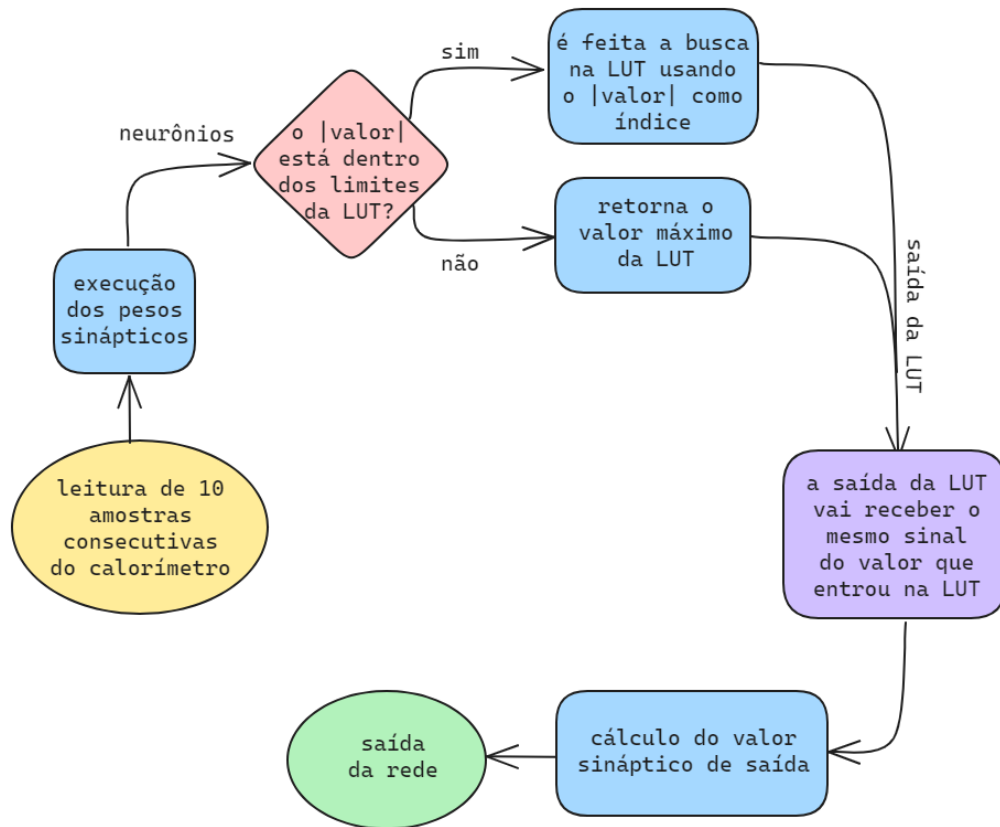 leitura de 10
amostras
consecutivas
do calorímetro
execução
dos pesos
sinápticos
neurônios
o |valor|
está dentro
dos limites
da LUT?
sim
é feita a busca
na LUT usando
o |valor| como
índice
não
retorna o
valor máximo
da LUT
saída da LUT
a saída da LUT
vai receber o
mesmo sinal
do valor que
entrou na LUT
cálculo do valor
sináptico de saída
saída
da rede